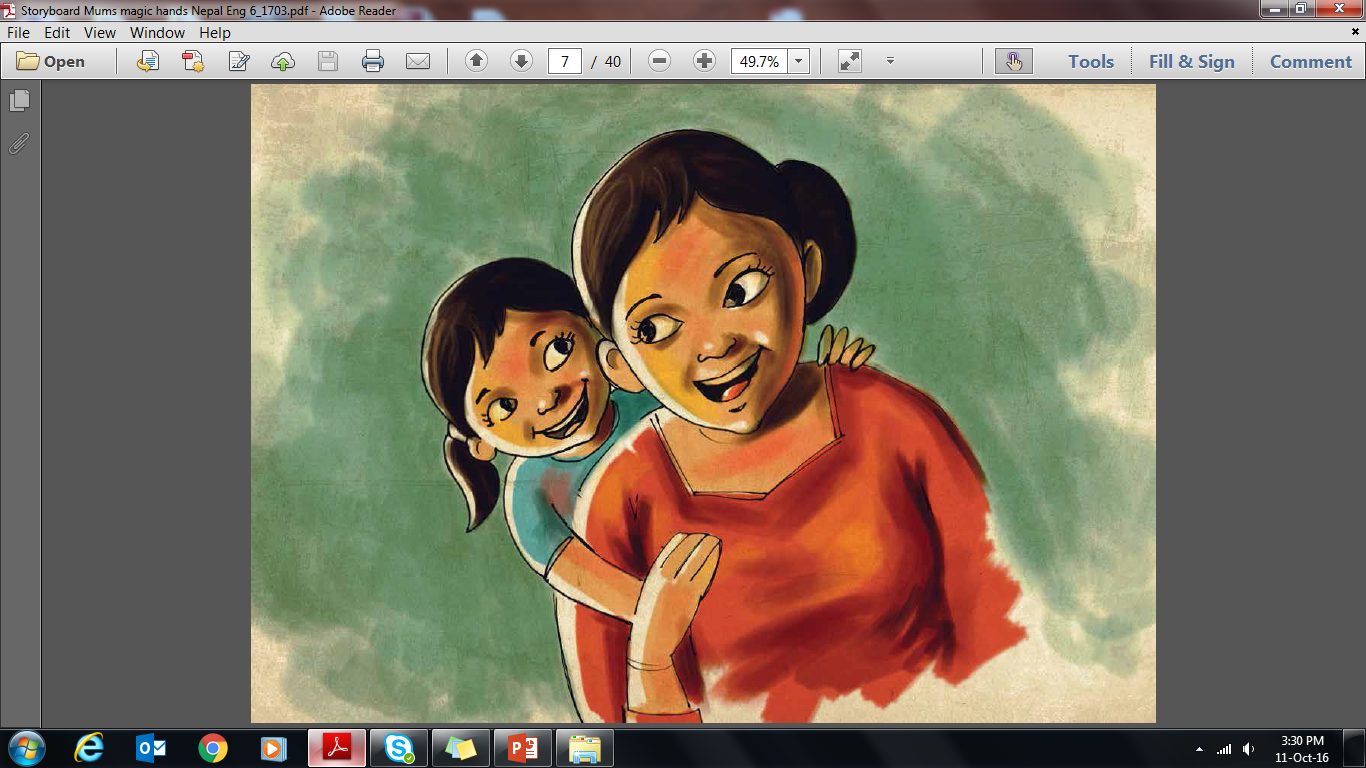 Storyboard Mums magic hands Nepal Eng 6_1703.pdf - Adobe Reader
File Edit View Window Help
Open 7 / 40 49.7% Tools Fill & Sign Comment
3:30 PM
11-Oct-16